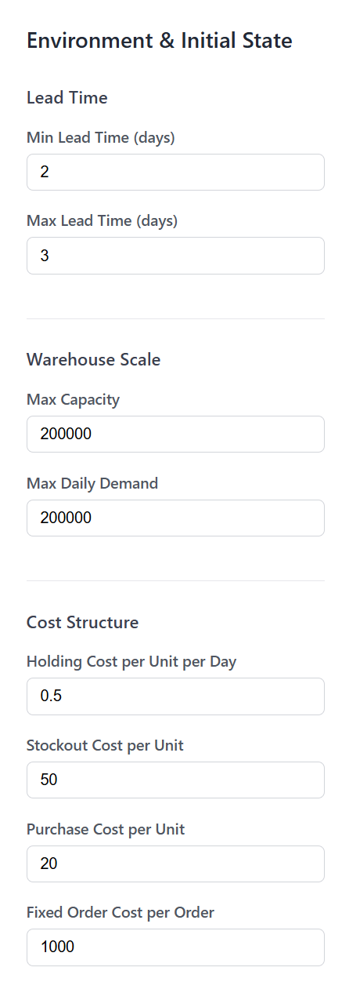 Environment & Initial State
Lead Time
Min Lead Time (days)
2
Max Lead Time (days)
3
Warehouse Scale
Max Capacity
200000
Max Daily Demand
200000
Cost Structure
Holding Cost per Unit per Day
0.5
Stockout Cost per Unit
50
Purchase Cost per Unit
20
Fixed Order Cost per Order
1000